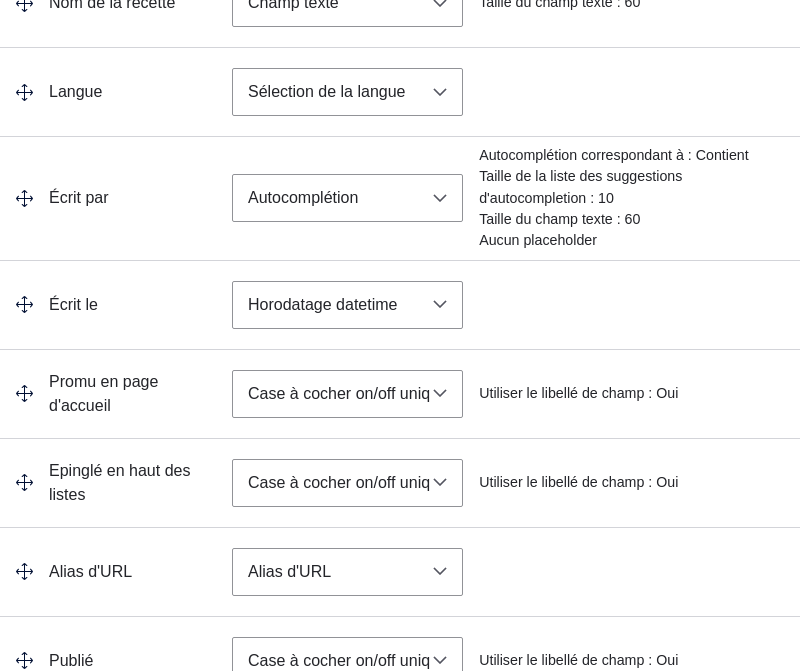 Nom de la recette
Champ texte
Taille du champ texte : 60
Langue
Sélection de la langue
Écrit par
Autocomplétion
Autocomplétion correspondant à : Contient
Taille de la liste des suggestions
d'autocompletion : 10
Taille du champ texte : 60
Aucun placeholder
Écrit le
Horodatage datetime
Promu en page
d'accueil
Case à cocher on/off uniq
Utiliser le libellé de champ : Oui
Epinglé en haut des
listes
Case à cocher on/off uniq
Utiliser le libellé de champ : Oui
Alias d'URL
Alias d'URL
Publié
Case à cocher on/off uniq
Utiliser le libellé de champ : Oui